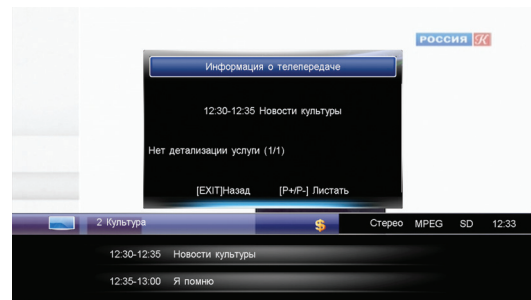 РОССИЯ К
Информация о телепередаче
12:30-12:35 Новости культуры
Нет детализации услуги (1/1)
[EXIT]Назад [P+/P-] Листать
2 Культура $ Стерео MPEG SD 12:33
12:30-12:35 Новости культуры
12:35-13:00 Я помню